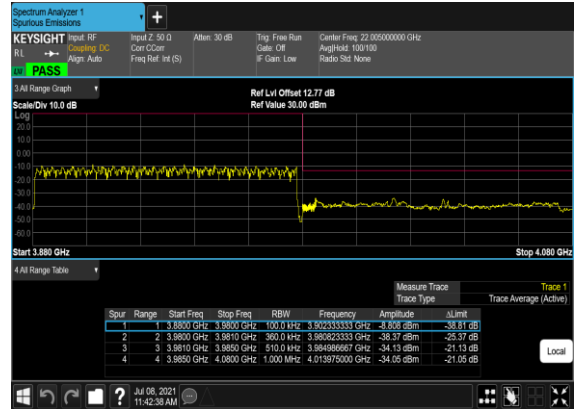 Spectrum Analyzer 1
Spurious Emissions
KEYSIGHT Input: RF Input Z: 50 Ω Atten: 30 dB Trig: Free Run Center Freq: 22.005000000 GHz
RL Coupling: DC Corr CCorr Gate: Off Avg|Hold: 100/100
Align: Auto Freq Ref: Int (S) IF Gain: Low Radio Std: None
PASS
3 All Range Graph
Ref Lvl Offset 12.77 dB
Scale/Div 10.0 dB Ref Value 30.00 dBm
Log
20.0
10.0
0.00
-10.0
-20.0
-30.0
-40.0
-50.0
-60.0
Start 3.880 GHz Stop 4.080 GHz
4 All Range Table
Measure Trace Trace 1
Trace Type Trace Average (Active)
Spur Range Start Freq Stop Freq RBW Frequency Amplitude ΔLimit
1 1 3.8800 GHz 3.9800 GHz 100.0 kHz 3.902333333 GHz -8.808 dBm -38.81 dB
2 2 3.9800 GHz 3.9810 GHz 360.0 kHz 3.980823333 GHz -38.37 dBm -25.37 dB
3 3 3.9810 GHz 3.9850 GHz 510.0 kHz 3.984986667 GHz -34.13 dBm -21.13 dB
4 4 3.9850 GHz 4.0800 GHz 1.000 MHz 4.013975000 GHz -34.05 dBm -21.05 dB
Local
Jul 08, 2021
11:42:38 AM